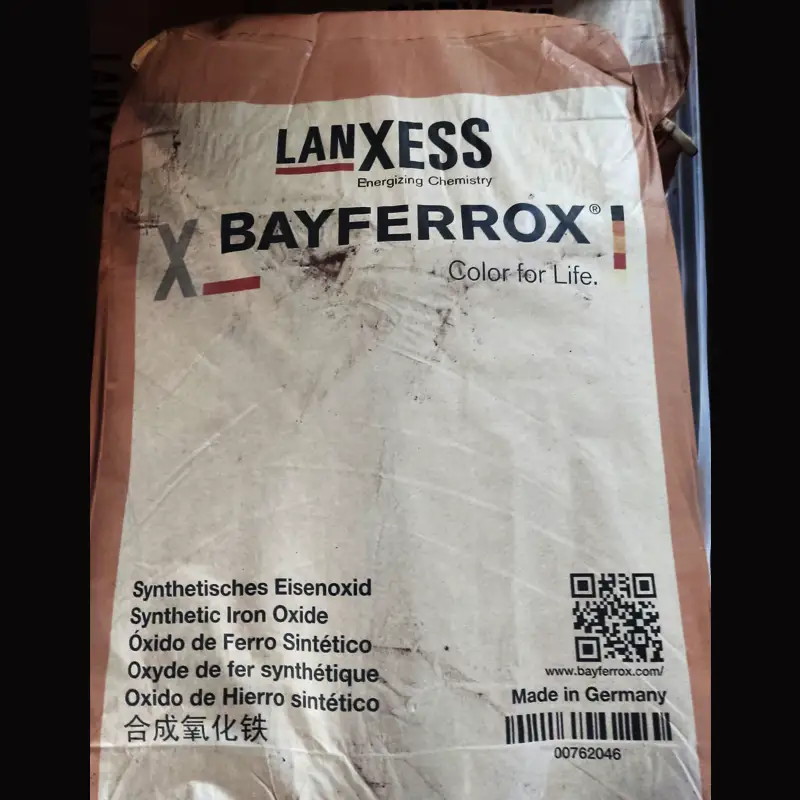 LANXESS
Energizing Chemistry
X BAYFERROX®
Color for Life.
Synthetisches Eisenoxid
Synthetic Iron Oxide
Óxido de Ferro Sintético
Oxyde de fer synthétique
Oxido de Hierro sintético
合成氧化铁
www.bayferrox.com/
Made in Germany
00762046